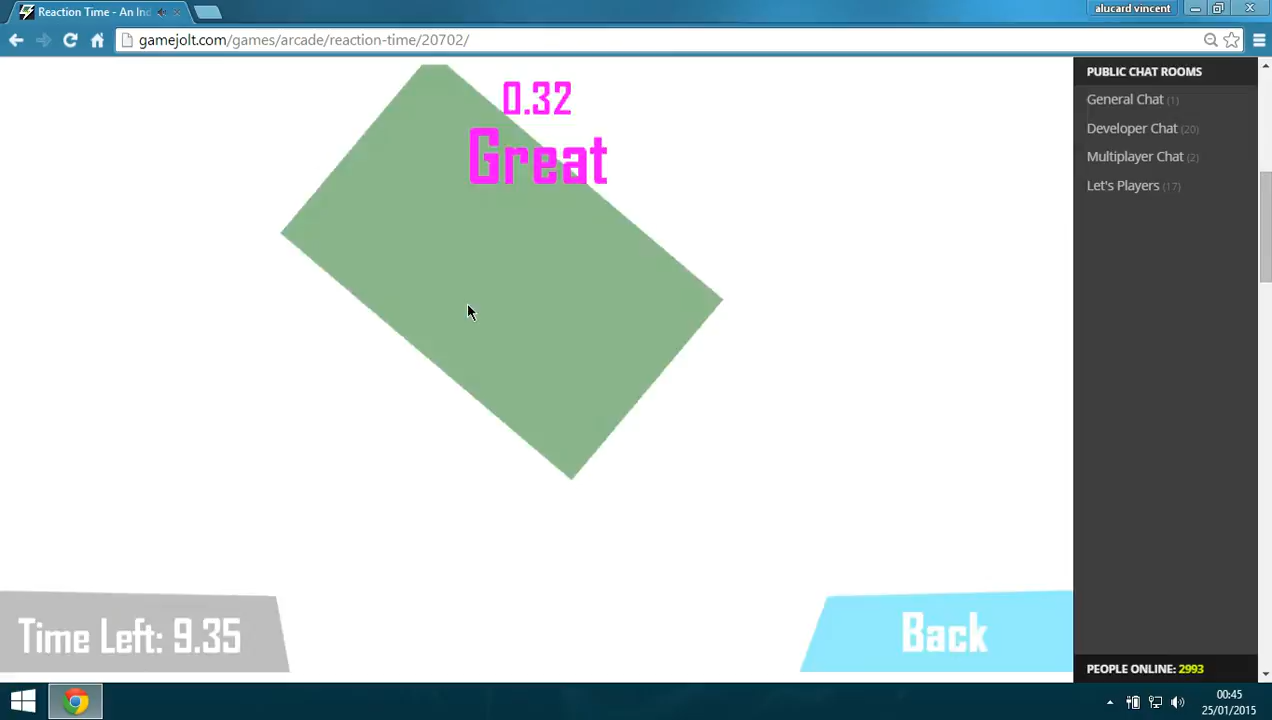 Reaction Time - An Ind
alucard vincent
gamejolt.com/games/arcade/reaction-time/20702/
PUBLIC CHAT ROOMS
General Chat (1)
Developer Chat (20)
Multiplayer Chat (2)
Let's Players (17)
0.32
Great
Time Left: 9.35
Back
PEOPLE ONLINE: 2993
00:45
25/01/2015